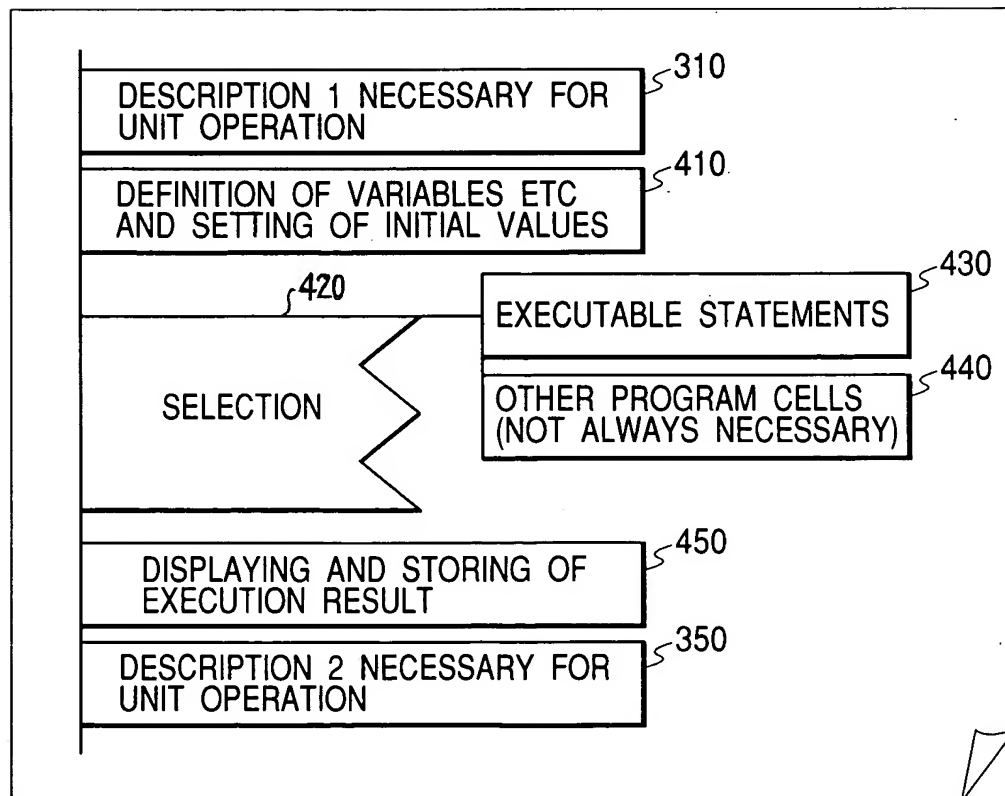 310
DESCRIPTION 1 NECESSARY FOR
UNIT OPERATION
410
DEFINITION OF VARIABLES ETC
AND SETTING OF INITIAL VALUES
420
430
EXECUTABLE STATEMENTS
SELECTION
440
OTHER PROGRAM CELLS
(NOT ALWAYS NECESSARY)
450
DISPLAYING AND STORING OF
EXECUTION RESULT
350
DESCRIPTION 2 NECESSARY FOR
UNIT OPERATION